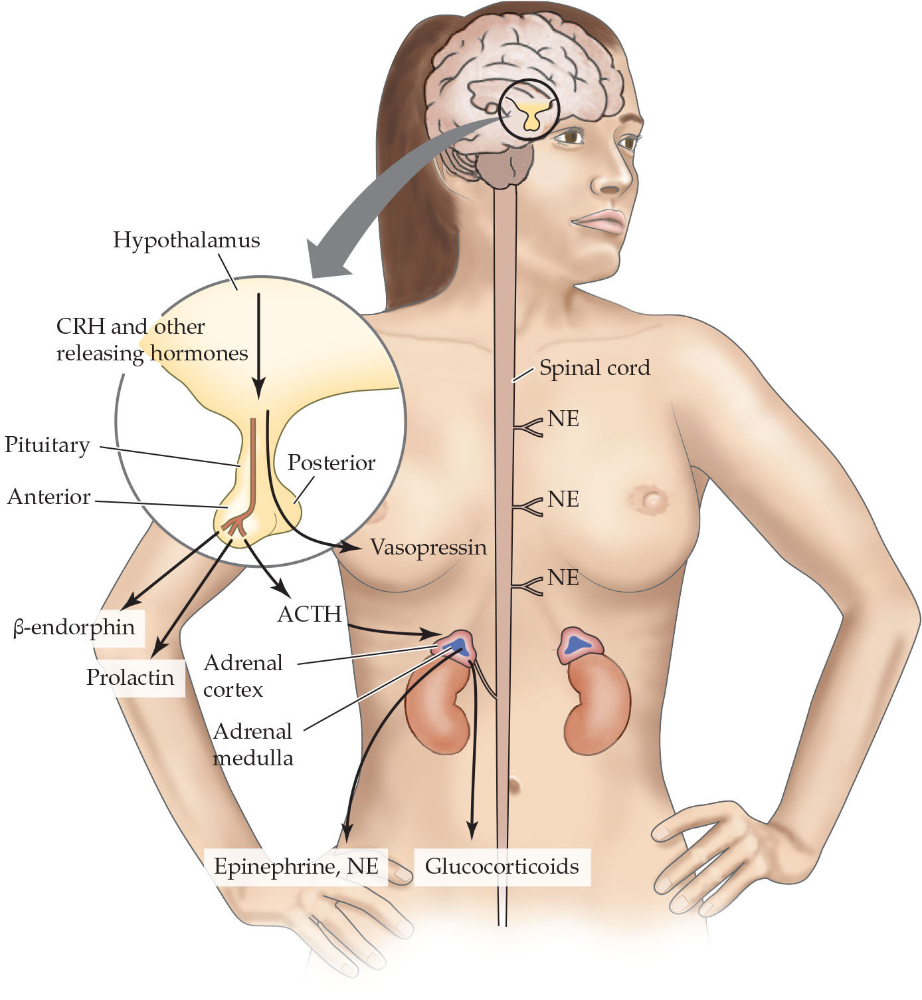 Hypothalamus
CRH and other
releasing hormones
Spinal cord
NE
Pituitary
Posterior
Anterior
NE
Vasopressin
NE
ACTH
β-endorphin
Prolactin
Adrenal
cortex
Adrenal
medulla
Epinephrine, NE
Glucocorticoids